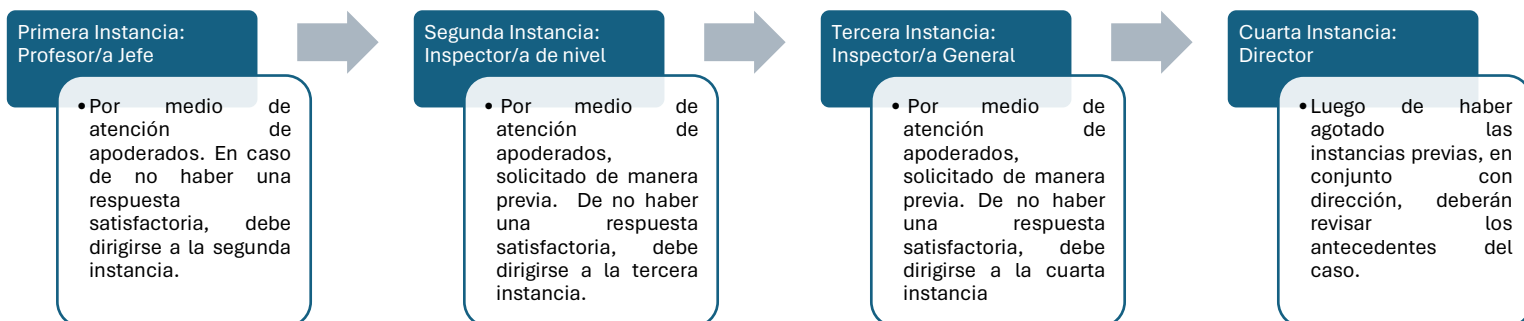 Primera Instancia:
Profesor/a Jefe
•Por medio de
atención de
apoderados. En caso
de no haber una
respuesta
satisfactoria, debe
dirigirse a la segunda
instancia.
Segunda Instancia:
Inspector/a de nivel
• Por medio de
atención de
apoderados,
solicitado de manera
previa. De no haber
una respuesta
satisfactoria, debe
dirigirse a la tercera
instancia.
Tercera Instancia:
Inspector/a General
• Por medio de
atención de
apoderados,
solicitado de manera
previa. De no haber
una respuesta
satisfactoria, debe
dirigirse a la cuarta
instancia
Cuarta Instancia:
Director
•Luego de haber
agotado las
instancias previas, en
conjunto con
dirección, deberán
revisar los
antecedentes del
caso.